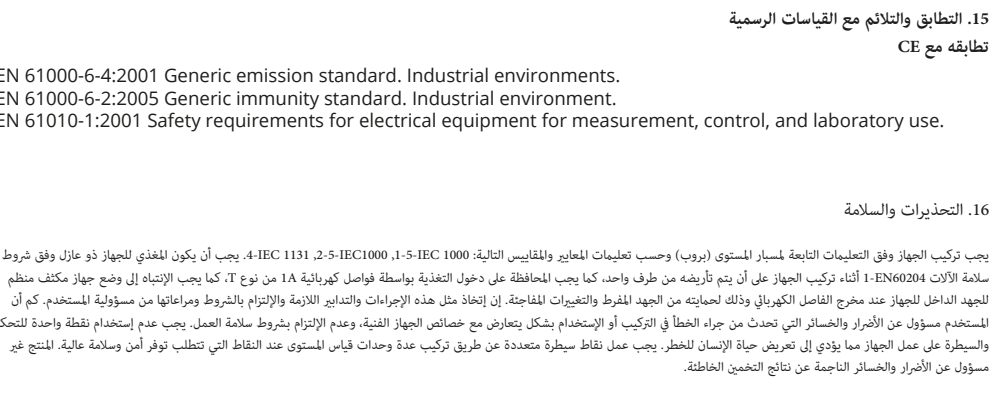 15. التطابق والتلائم مع القياسات الرسمية
تطابقه مع CE
EN 61000-6-4:2001 Generic emission standard. Industrial environments.
EN 61000-6-2:2005 Generic immunity standard. Industrial environment.
EN 61010-1:2001 Safety requirements for electrical equipment for measurement, control, and laboratory use.
16. التحذيرات والسلامة
يجب تركيب الجهاز وفق التعليمات التابعة لمسبار المستوى (بروب) وحسب تعليمات المعايير والمقاييس التالية: IEC 1000-5-1, IEC1000-5-2, IEC 1131-4. يجب أن يكون المغذي للجهاز ذو عازل وفق شروط
سلامة الآلات EN60204-1 أثناء تركيب الجهاز على أن يتم تأريضه من طرف واحد، كما يجب المحافظة على دخول التغذية بواسطة فواصل كهربائية 1A من نوع T، كما يجب الإنتباه إلى وضع جهاز مكثف منظم
للجهد الداخل للجهاز عند مخرج الفاصل الكهربائي وذلك لحمايته من الجهد المفرط والتغييرات المفاجئة. إن إتخاذ مثل هذه الإجراءات والتدابير اللازمة والإلتزام بالشروط ومراعاتها من مسؤولية المستخدم. كم أن
المستخدم مسؤول عن الأضرار والخسائر التي تحدث من جراء الخطأ في التركيب أو الإستخدام بشكل يتعارض مع خصائص الجهاز الفنية، وعدم الإلتزام بشروط سلامة العمل. يجب عدم إستخدام نقطة واحدة للتحك
والسيطرة على عمل الجهاز مما يؤدي إلى تعريض حياة الإنسان للخطر. يجب عمل نقاط سيطرة متعددة عن طريق تركيب عدة وحدات قياس المستوى عند النقاط التي تتطلب توفر أمن وسلامة عالية. المنتج غير
مسؤول عن الأضرار والخسائر الناجمة عن نتائج التخمين الخاطئة.